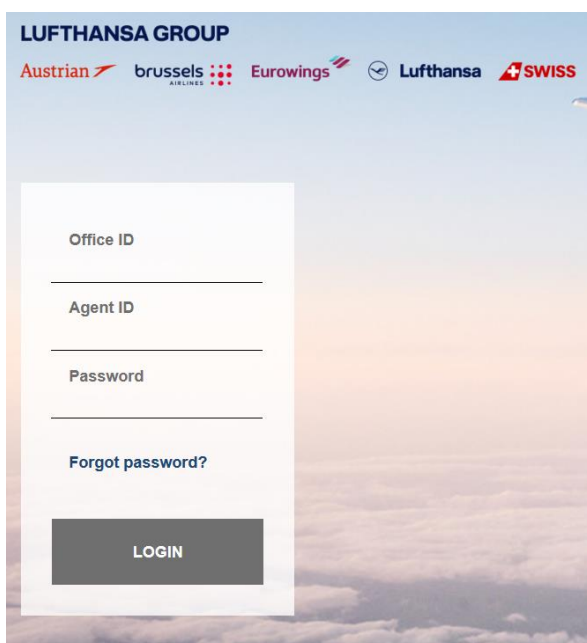 LUFTHANSA GROUP
Austrian brussels AIRLINES Eurowings Lufthansa SWISS
Office ID
Agent ID
Password
Forgot password?
LOGIN